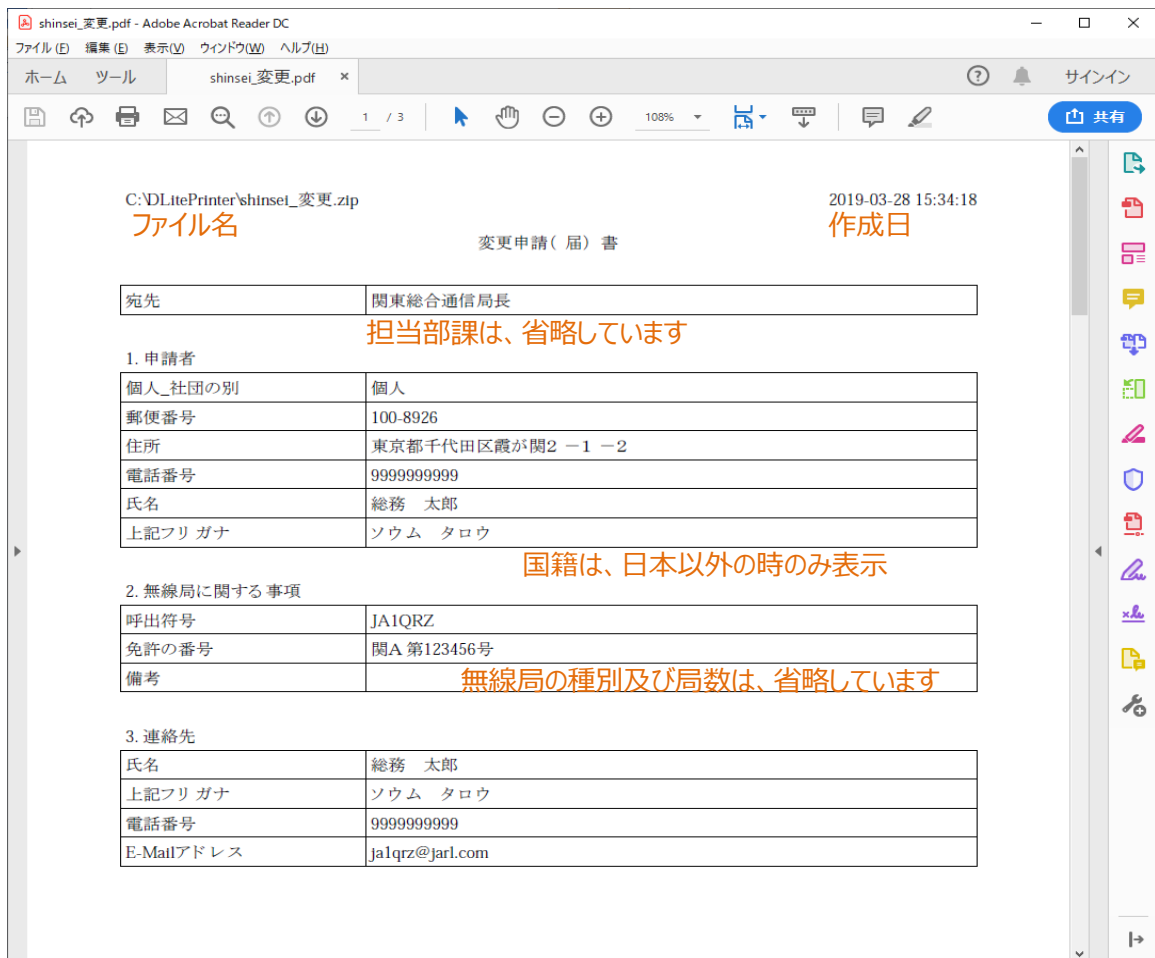 shinsei_変更.pdf - Adobe Acrobat Reader DC
ファイル(F) 編集(E) 表示(V) ウィンドウ(W) ヘルプ(H)
ホーム ツール shinsei_変更.pdf × サインイン
1 / 3 108% 共有
C:\DLitePrinter\shinsei_変更.zip 2019-03-28 15:34:18
ファイル名 作成日
変更申請(届)書
宛先 関東総合通信局長
担当部課は、省略しています
1. 申請者
個人_社団の別 個人
郵便番号 100-8926
住所 東京都千代田区霞が関2－1－2
電話番号 9999999999
氏名 総務 太郎
上記フリガナ ソウム タロウ
国籍は、日本以外の時のみ表示
2. 無線局に関する事項
呼出符号 JA1QRZ
免許の番号 関A第123456号
備考 無線局の種別及び局数は、省略しています
3. 連絡先
氏名 総務 太郎
上記フリガナ ソウム タロウ
電話番号 9999999999
E-Mailアドレス ja1qrz@jarl.com